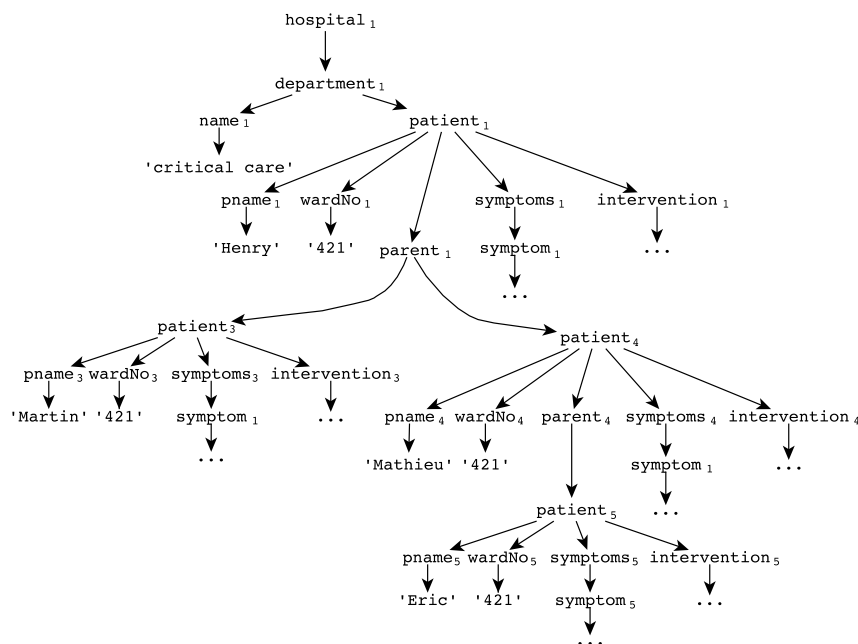 hospital1
department1
name1 patient1
'critical care'
pname1 wardNo1 symptoms1 intervention1
'Henry' '421' parent1 symptom1 ...
...
patient3 patient4
pname3 wardNo3 symptoms3 intervention3
'Martin' '421' symptom1 ...
...
pname4 wardNo4 parent4 symptoms4 intervention4
'Mathieu' '421' symptom1 ...
...
patient5
pname5 wardNo5 symptoms5 intervention5
'Eric' '421' symptom5 ...
...